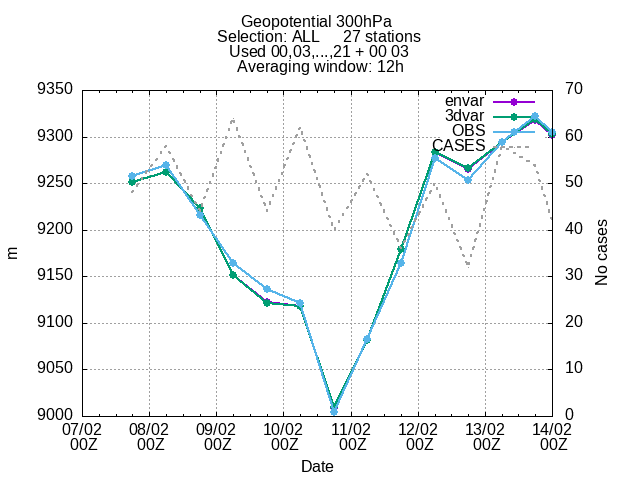 Geopotential 300hPa
Selection: ALL     27 stations
Used 00,03,...,21 + 00 03
Averaging window: 12h
9350
9300
9250
9200
9150
9100
9050
9000
m
70
60
50
40
30
20
10
0
No cases
envar
3dvar
OBS
CASES
07/02 08/02 09/02 10/02 11/02 12/02 13/02 14/02
00Z 00Z 00Z 00Z 00Z 00Z 00Z 00Z
Date